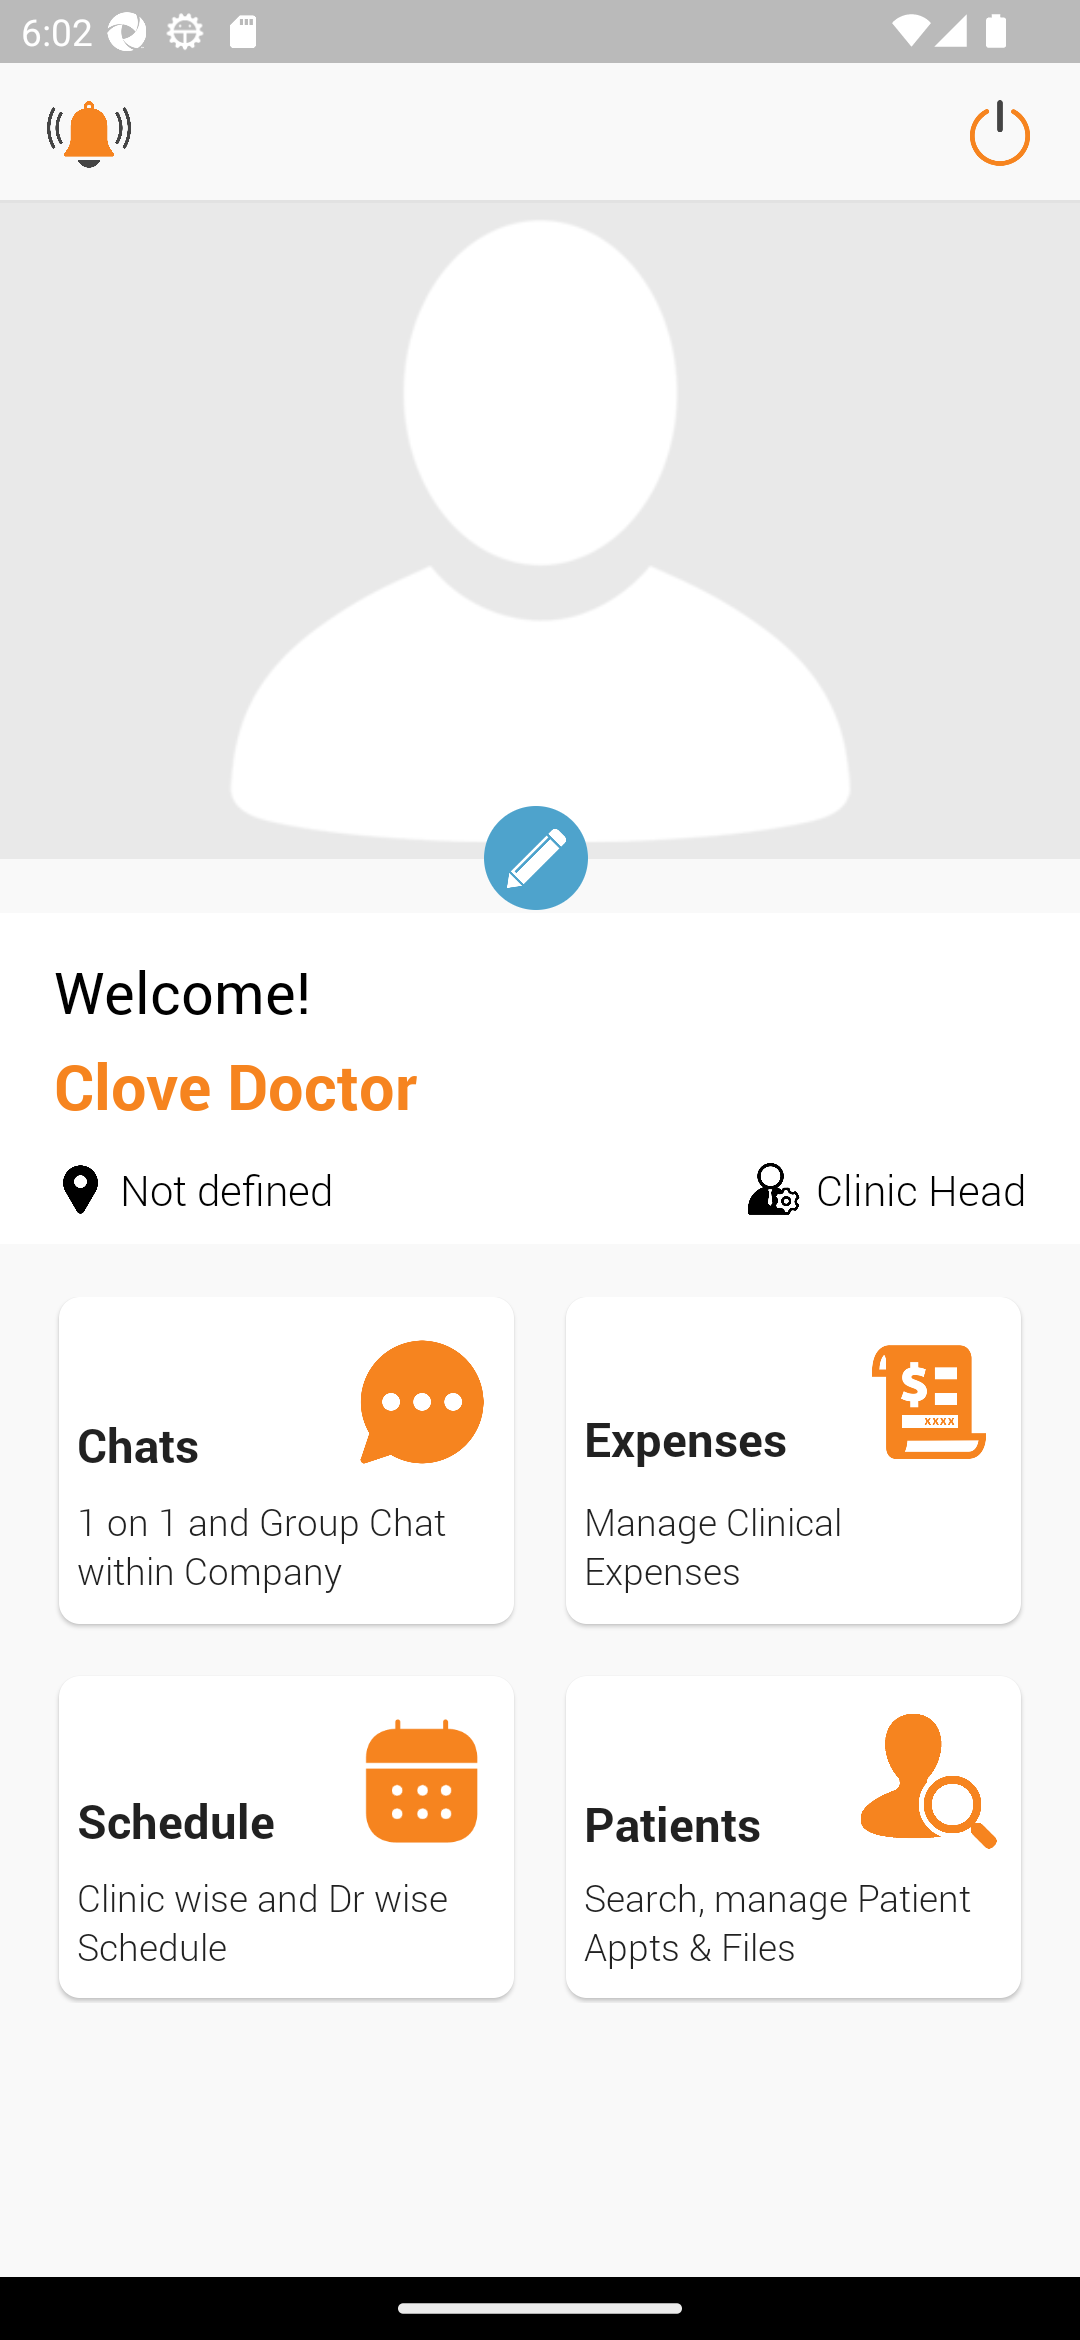 6:02
Welcome!
Clove Doctor
Not defined
Clinic Head
Chats
1 on 1 and Group Chat
within Company
$
xxxx
Expenses
Manage Clinical
Expenses
Schedule
Clinic wise and Dr wise
Schedule
Patients
Search, manage Patient
Appts & Files